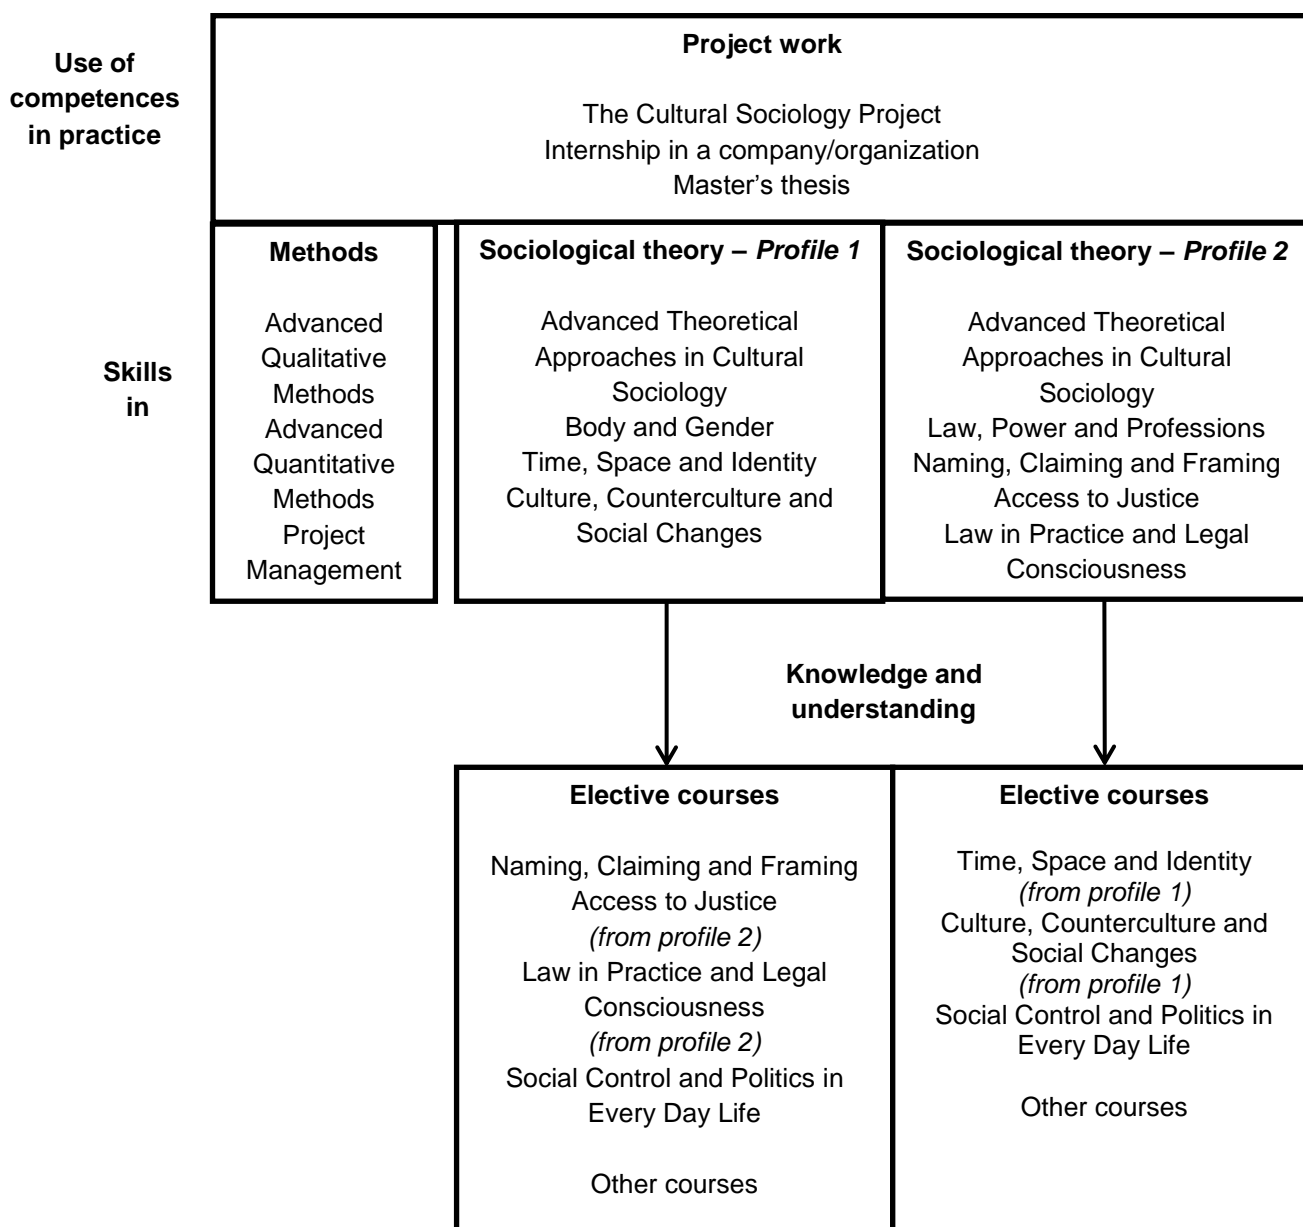 Use of
competences
in practice
Project work
The Cultural Sociology Project
Internship in a company/organization
Master's thesis
Skills
in
Methods
Advanced
Qualitative
Methods
Advanced
Quantitative
Methods
Project
Management
Sociological theory – Profile 1
Advanced Theoretical
Approaches in Cultural
Sociology
Body and Gender
Time, Space and Identity
Culture, Counterculture and
Social Changes
Sociological theory – Profile 2
Advanced Theoretical
Approaches in Cultural
Sociology
Law, Power and Professions
Naming, Claiming and Framing
Access to Justice
Law in Practice and Legal
Consciousness
Knowledge and
understanding
Elective courses
Naming, Claiming and Framing
Access to Justice
(from profile 2)
Law in Practice and Legal
Consciousness
(from profile 2)
Social Control and Politics in
Every Day Life
Other courses
Elective courses
Time, Space and Identity
(from profile 1)
Culture, Counterculture and
Social Changes
(from profile 1)
Social Control and Politics in
Every Day Life
Other courses